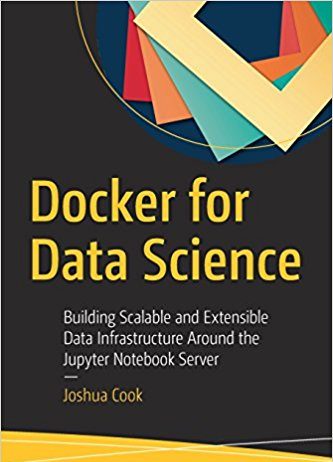 Docker for
Data Science
Building Scalable and Extensible
Data Infrastructure Around the
Jupyter Notebook Server
—
Joshua Cook